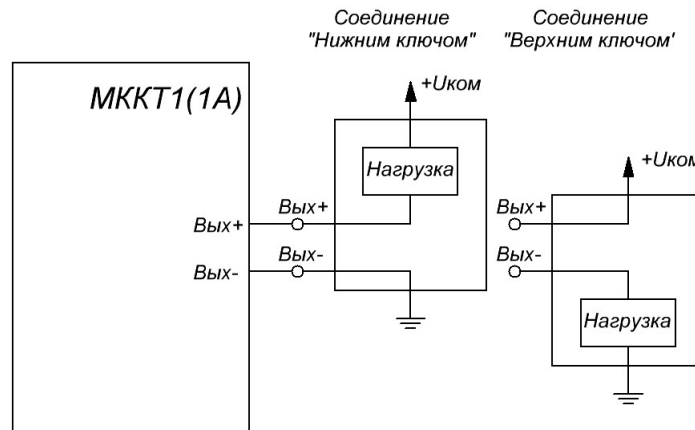 Соединение
"Нижним ключом"
Соединение
"Верхним ключом'
МККТ1(1А)
+Uком
Нагрузка
+Uком
Вых+
Вых+
Вых+
Вых-
Вых-
Вых-
Нагрузка